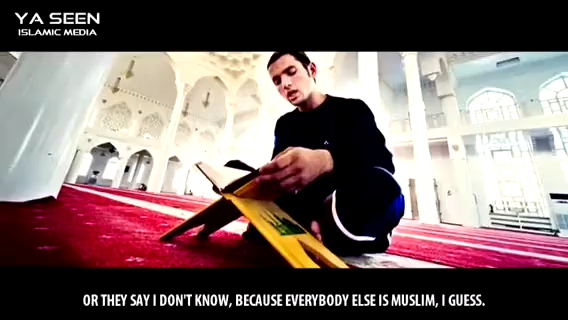 YA SEEN
ISLAMIC MEDIA
OR THEY SAY I DON'T KNOW, BECAUSE EVERYBODY ELSE IS MUSLIM, I GUESS.